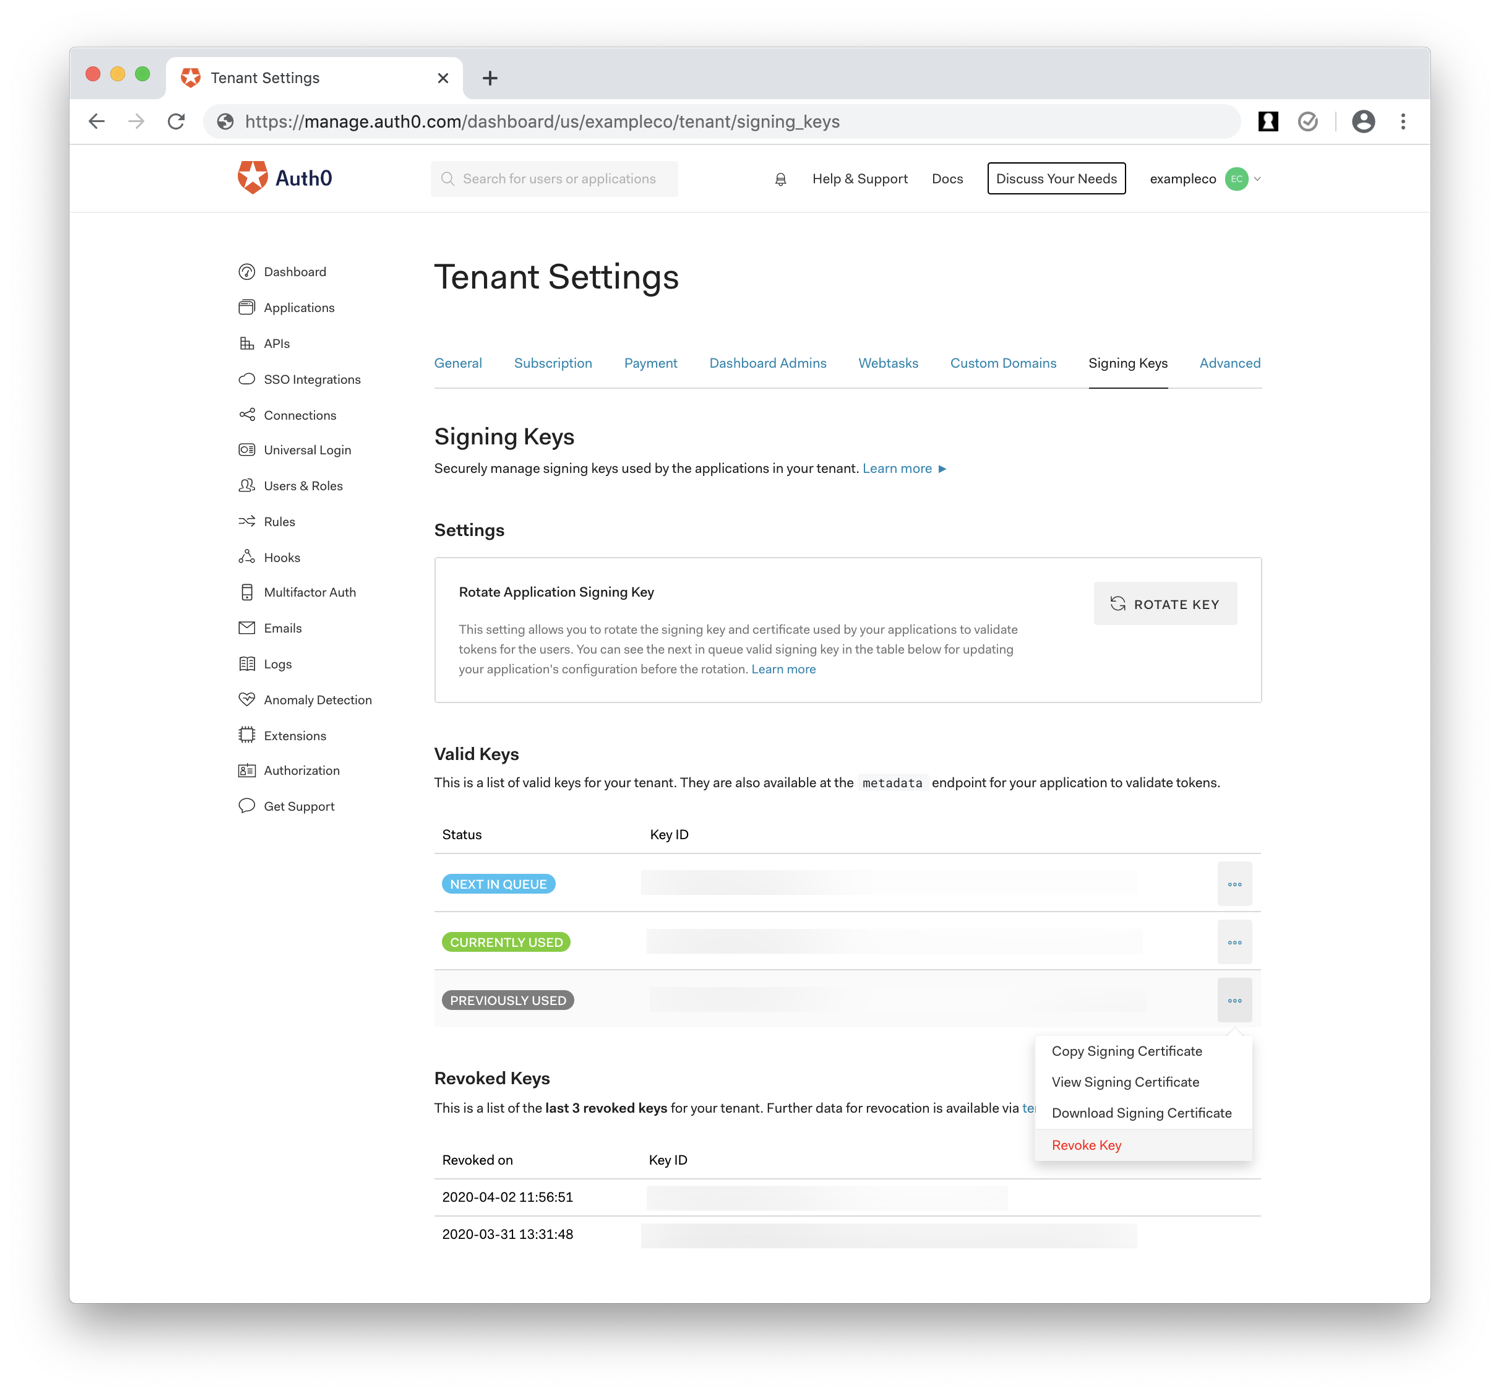 Tenant Settings
https://manage.auth0.com/dashboard/us/exampleco/tenant/signing_keys
Auth0
Search for users or applications
Help & Support
Docs
Discuss Your Needs
exampleco
EC
Dashboard
Applications
APIs
SSO Integrations
Connections
Universal Login
Users & Roles
Rules
Hooks
Multifactor Auth
Emails
Logs
Anomaly Detection
Extensions
Authorization
Get Support
Tenant Settings
General Subscription Payment Dashboard Admins Webtasks Custom Domains Signing Keys Advanced
Signing Keys
Securely manage signing keys used by the applications in your tenant. Learn more ►
Settings
Rotate Application Signing Key
This setting allows you to rotate the signing key and certificate used by your applications to validate
tokens for the users. You can see the next in queue valid signing key in the table below for updating
your application's configuration before the rotation. Learn more
ROTATE KEY
Valid Keys
This is a list of valid keys for your tenant. They are also available at the metadata endpoint for your application to validate tokens.
Status Key ID
NEXT IN QUEUE
CURRENTLY USED
PREVIOUSLY USED
Copy Signing Certificate
View Signing Certificate
Download Signing Certificate
Revoke Key
Revoked Keys
This is a list of the last 3 revoked keys for your tenant. Further data for revocation is available via
Revoked on Key ID
2020-04-02 11:56:51
2020-03-31 13:31:48